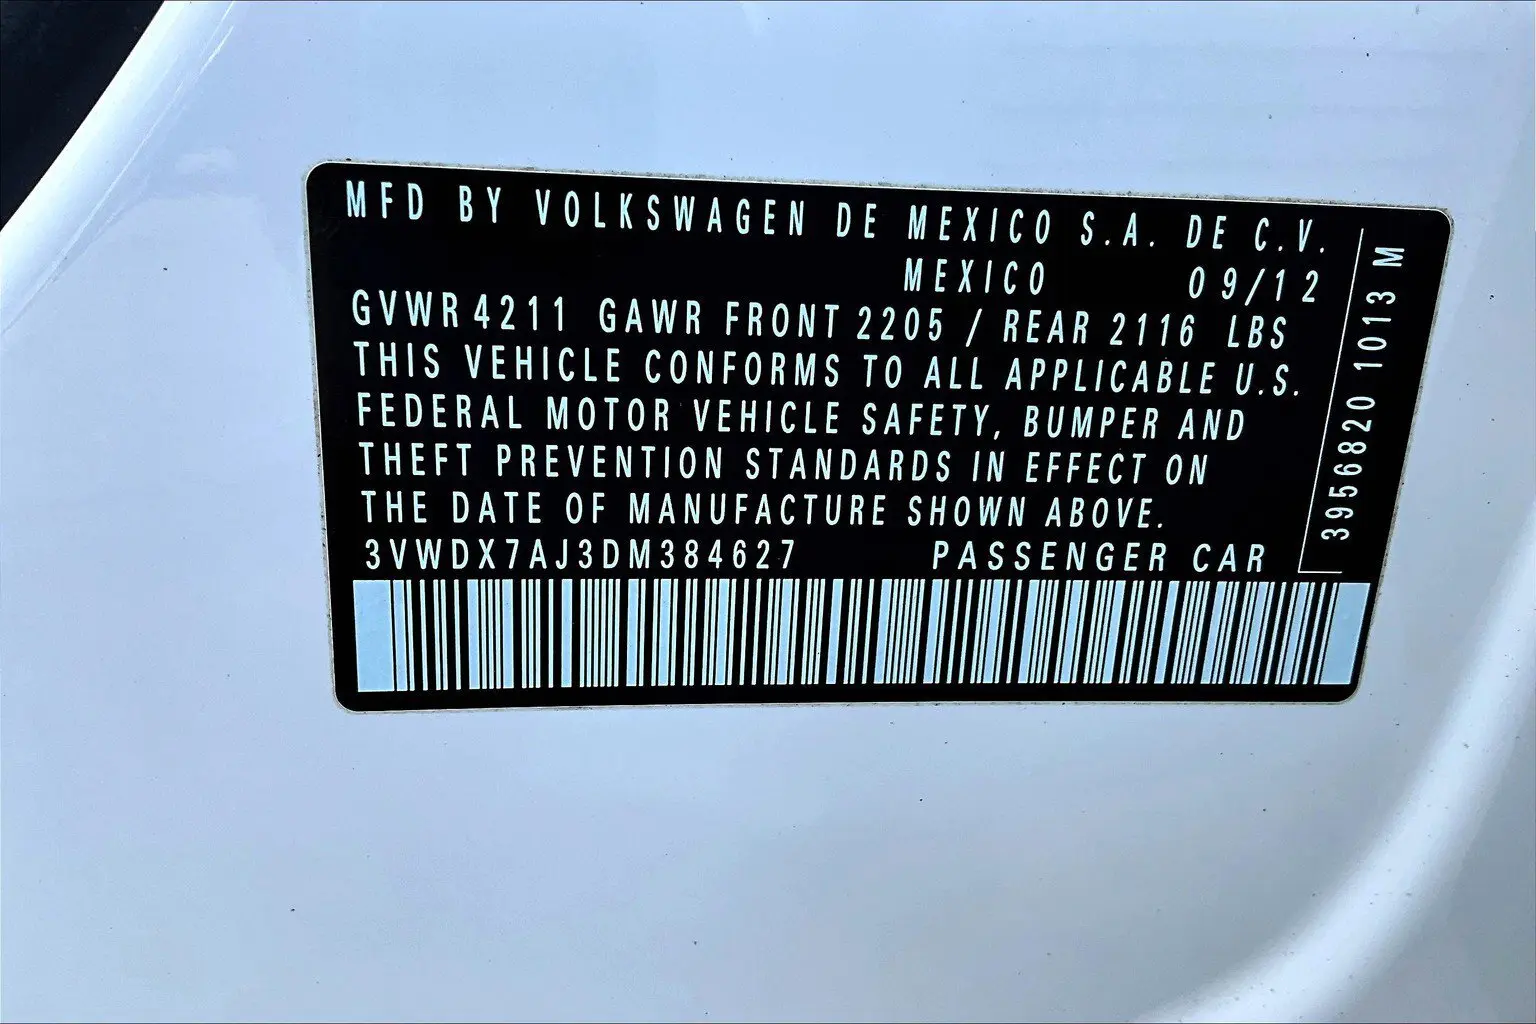 MFD BY VOLKSWAGEN DE MEXICO S.A. DE C.V.
MEXICO 09/12
GVWR 4211 GAWR FRONT 2205 / REAR 2116 LBS
THIS VEHICLE CONFORMS TO ALL APPLICABLE U.S.
FEDERAL MOTOR VEHICLE SAFETY, BUMPER AND
THEFT PREVENTION STANDARDS IN EFFECT ON
THE DATE OF MANUFACTURE SHOWN ABOVE.
3VWDX7AJ3DM384627 PASSENGER CAR
3956820 1013 M